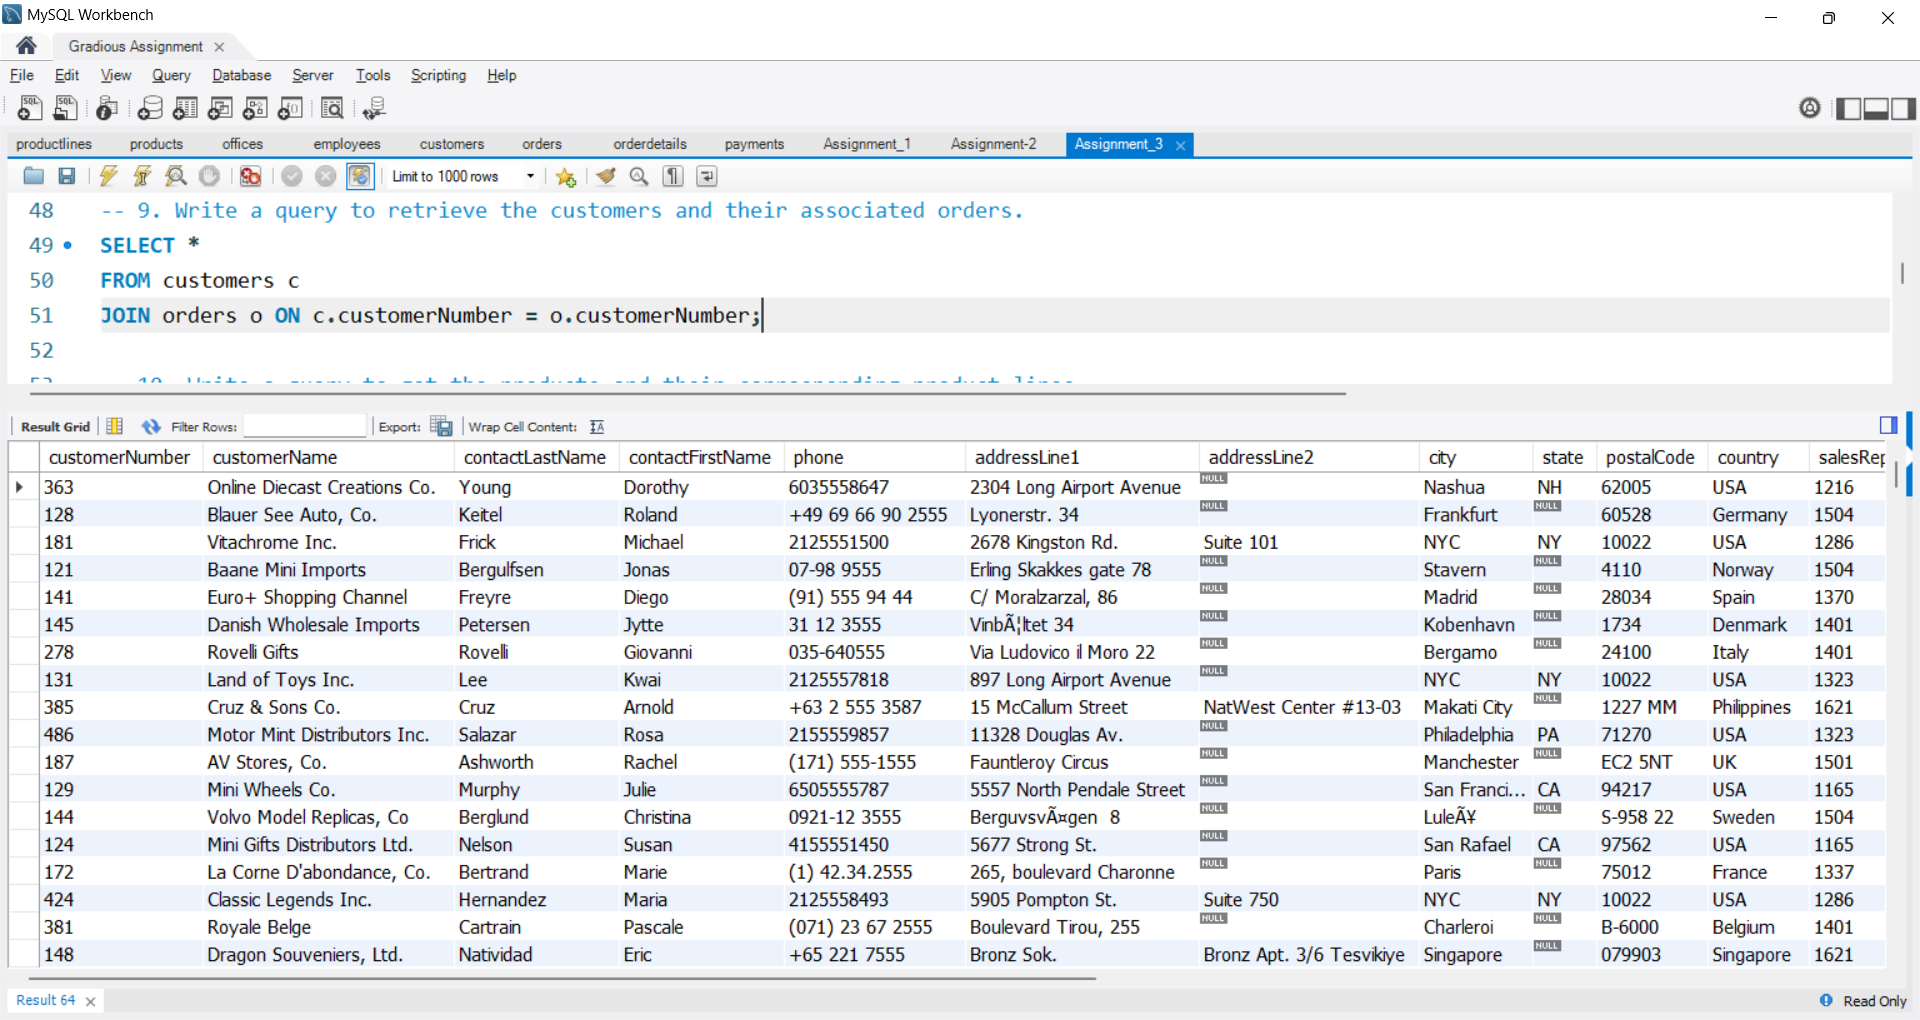 MySQL Workbench
Gradious Assignment
File Edit View Query Database Server Tools Scripting Help
productlines products offices employees customers orders orderdetails payments Assignment_1 Assignment-2 Assignment_3
Limit to 1000 rows
48 -- 9. Write a query to retrieve the customers and their associated orders.
49 SELECT *
50 FROM customers c
51 JOIN orders o ON c.customerNumber = o.customerNumber;
52
Result Grid Filter Rows: Export: Wrap Cell Content:
customerNumber customerName contactLastName contactFirstName phone addressLine1 addressLine2 city state postalCode country salesRep
363 Online Diecast Creations Co. Young Dorothy 6035558647 2304 Long Airport Avenue NULL Nashua NH 62005 USA 1216
128 Blauer See Auto, Co. Keitel Roland +49 69 66 90 2555 Lyonerstr. 34 NULL Frankfurt NULL 60528 Germany 1504
181 Vitachrome Inc. Frick Michael 2125551500 2678 Kingston Rd. Suite 101 NYC NY 10022 USA 1286
121 Baane Mini Imports Bergulfsen Jonas 07-98 9555 Erling Skakkes gate 78 NULL Stavern NULL 4110 Norway 1504
141 Euro+ Shopping Channel Freyre Diego (91) 555 94 44 C/ Moralzarzal, 86 NULL Madrid NULL 28034 Spain 1370
145 Danish Wholesale Imports Petersen Jytte 31 12 3555 VinbÃ¦ltet 34 NULL Kobenhavn NULL 1734 Denmark 1401
278 Rovelli Gifts Rovelli Giovanni 035-640555 Via Ludovico il Moro 22 NULL Bergamo NULL 24100 Italy 1401
131 Land of Toys Inc. Lee Kwai 2125557818 897 Long Airport Avenue NULL NYC NY 10022 USA 1323
385 Cruz & Sons Co. Cruz Arnold +63 2 555 3587 15 McCallum Street NatWest Center #13-03 Makati City NULL 1227 MM Philippines 1621
486 Motor Mint Distributors Inc. Salazar Rosa 2155559857 11328 Douglas Av. NULL Philadelphia PA 71270 USA 1323
187 AV Stores, Co. Ashworth Rachel (171) 555-1555 Fauntleroy Circus NULL Manchester NULL EC2 5NT UK 1501
129 Mini Wheels Co. Murphy Julie 6505555787 5557 North Pendale Street NULL San Franci... CA 94217 USA 1165
144 Volvo Model Replicas, Co Berglund Christina 0921-12 3555 BerguvsvÃ¤gen 8 NULL LuleÃ¥ NULL S-958 22 Sweden 1504
124 Mini Gifts Distributors Ltd. Nelson Susan 4155551450 5677 Strong St. NULL San Rafael CA 97562 USA 1165
172 La Corne D'abondance, Co. Bertrand Marie (1) 42.34.2555 265, boulevard Charonne NULL Paris NULL 75012 France 1337
424 Classic Legends Inc. Hernandez Maria 2125558493 5905 Pompton St. Suite 750 NYC NY 10022 USA 1286
381 Royale Belge Cartrain Pascale (071) 23 67 2555 Boulevard Tirou, 255 NULL Charleroi NULL B-6000 Belgium 1401
148 Dragon Souveniers, Ltd. Natividad Eric +65 221 7555 Bronz Sok. Bronz Apt. 3/6 Tesvikiye Singapore NULL 079903 Singapore 1621
Result 64 Read Only